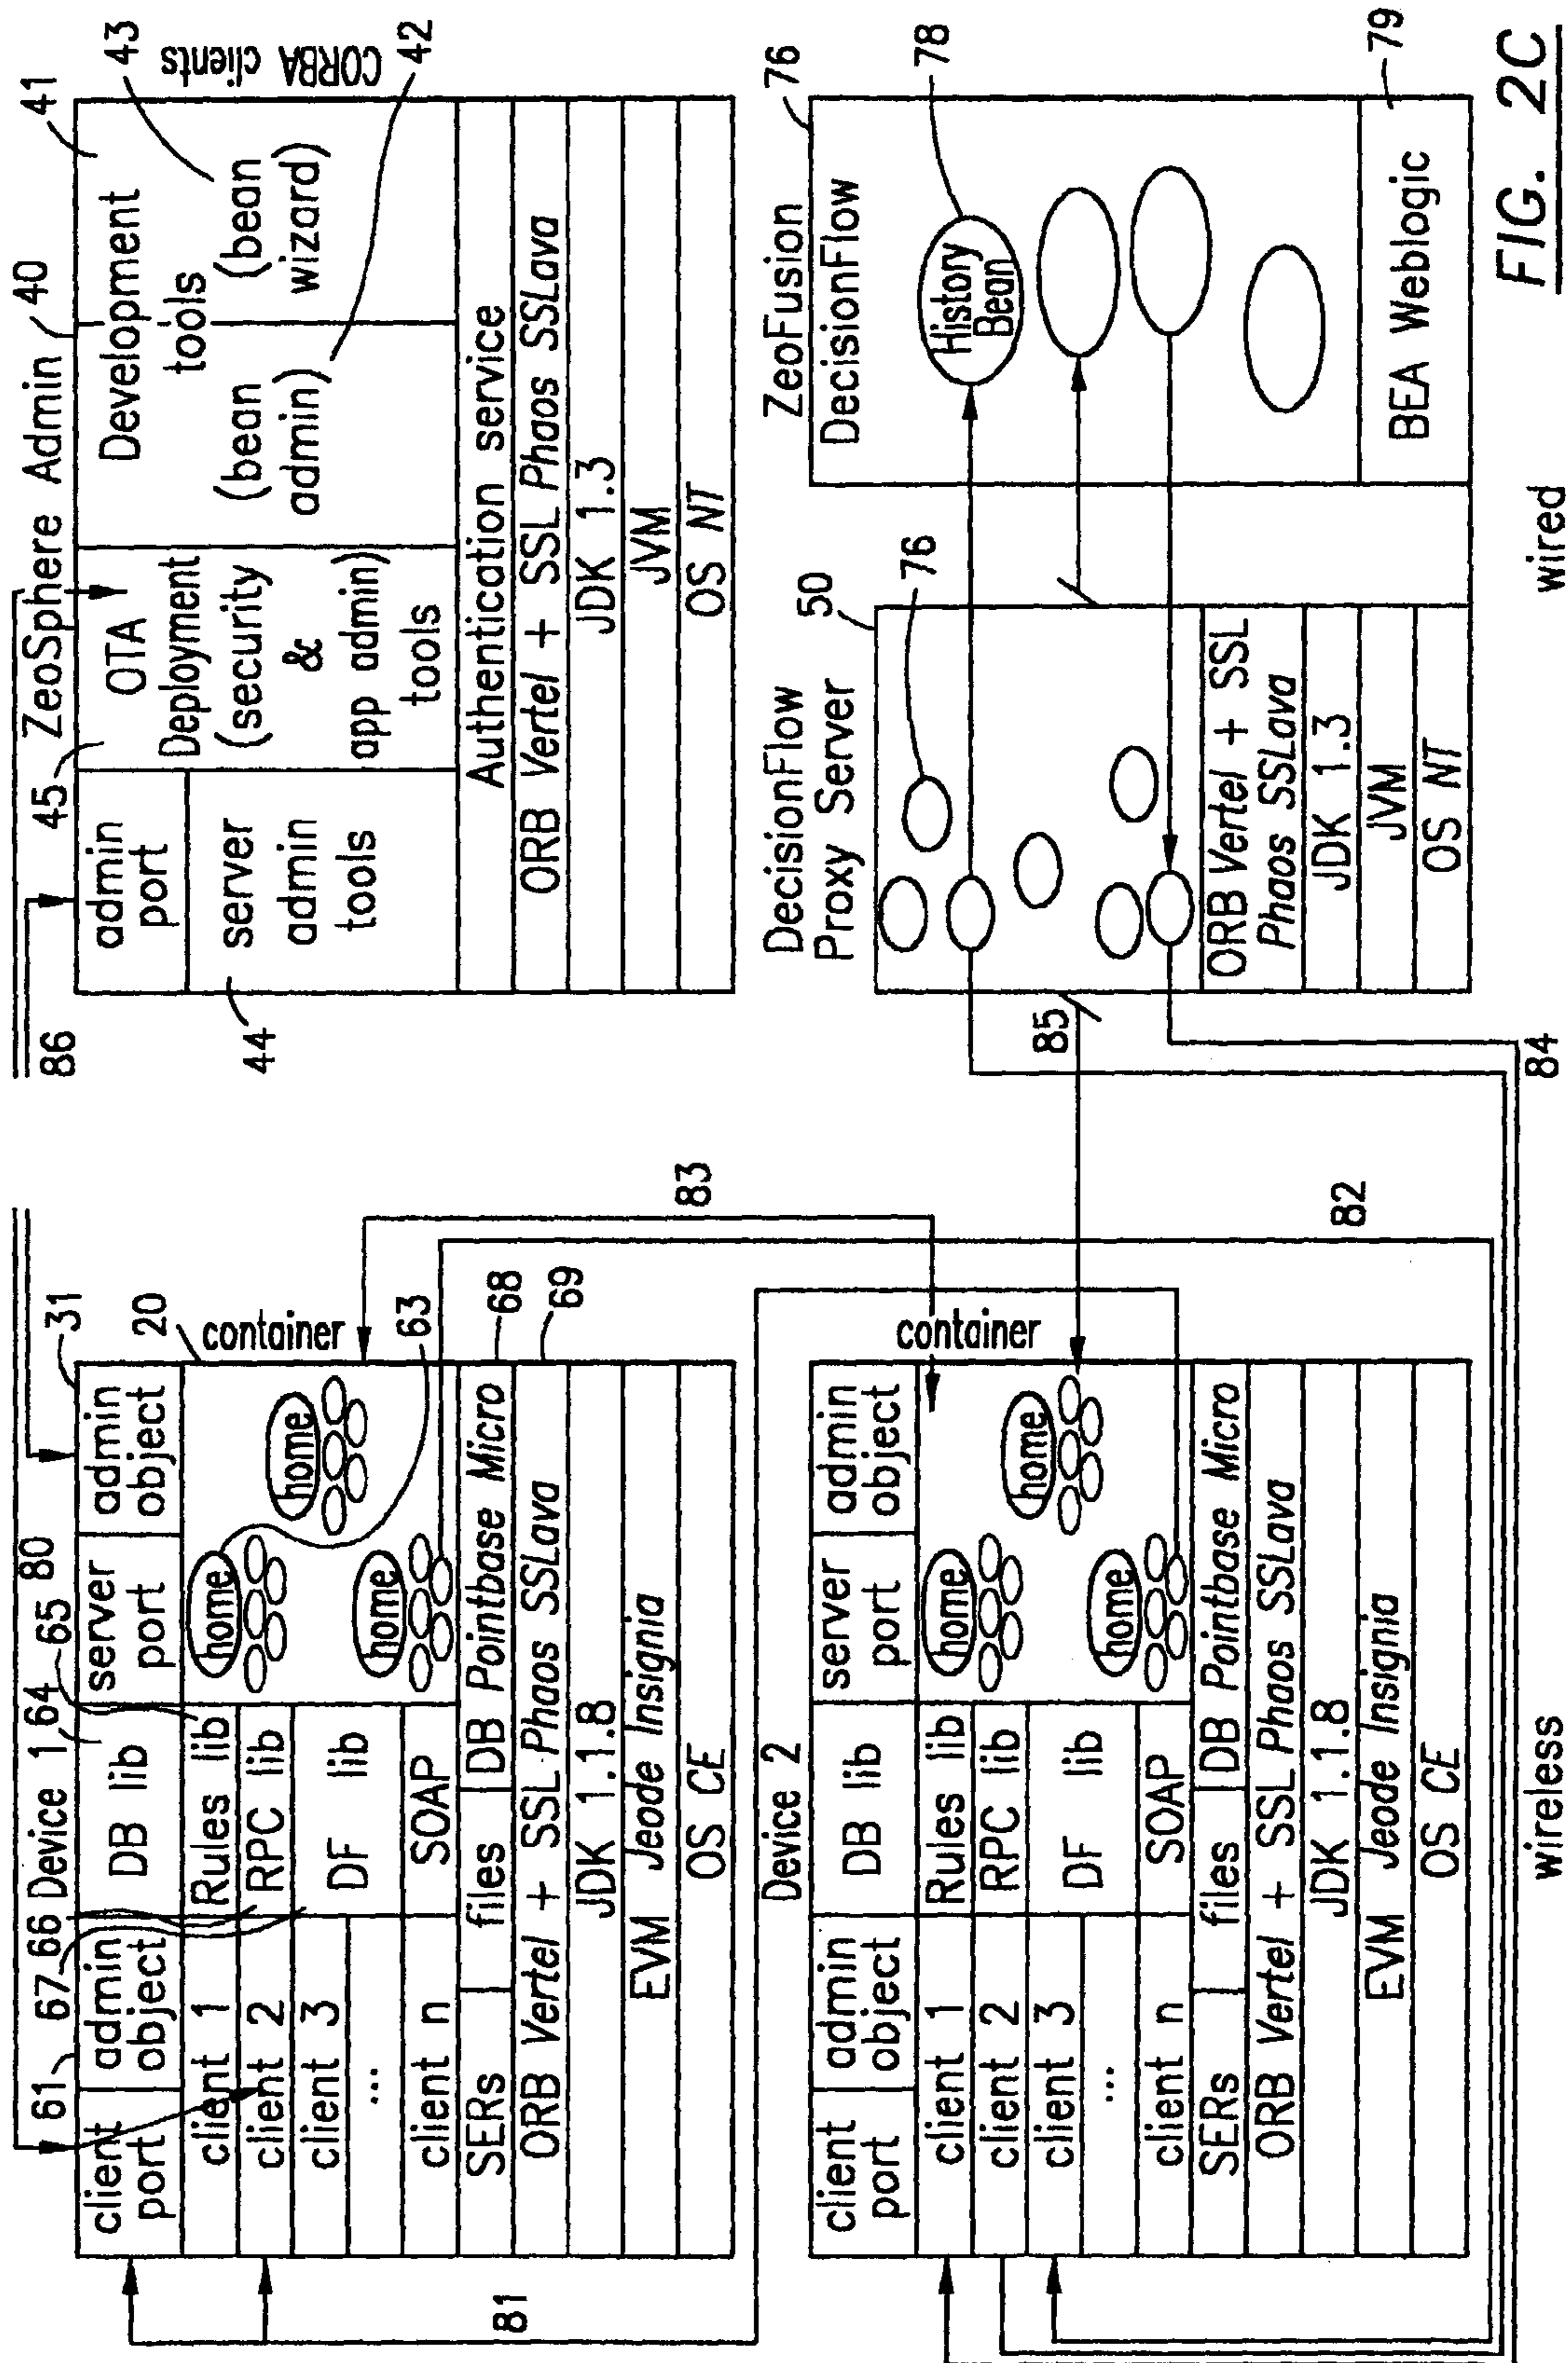 61
67
66
Device 1
64
65
80
31
client port
admin object
DB lib
server port
admin object
20
container
client 1
Rules lib
home
client 2
RPC lib
home
63
client 3
DF lib
...
home
client n
SOAP
SERs
files
DB Pointbase Micro
68
ORB Vertel + SSL Phaos SSLava
69
JDK 1.1.8
EVM Jeode Insignia
OS CE
81
83
82
Device 2
client port
admin object
DB lib
server port
admin object
container
client 1
Rules lib
home
client 2
RPC lib
home
client 3
DF lib
...
home
client n
SOAP
SERs
files
DB Pointbase Micro
ORB Vertel + SSL Phaos SSLava
JDK 1.1.8
EVM Jeode Insignia
OS CE
wireless
86
45
ZeoSphere Admin
40
41
admin port
OTA
Deployment
(security
&
app admin)
tools
Development
tools
(bean
admin)
(bean
wizard)
43
CORBA clients
42
44
server
admin
tools
Authentication service
ORB Vertel + SSL Phaos SSLava
JDK 1.3
JVM
OS NT
DecisionFlow
Proxy Server
50
76
85
84
ORB Vertel + SSL
Phaos SSLava
JDK 1.3
JVM
OS NT
ZeoFusion
DecisionFlow
76
History
Bean
78
BEA Weblogic
79
wired
FIG. 2C